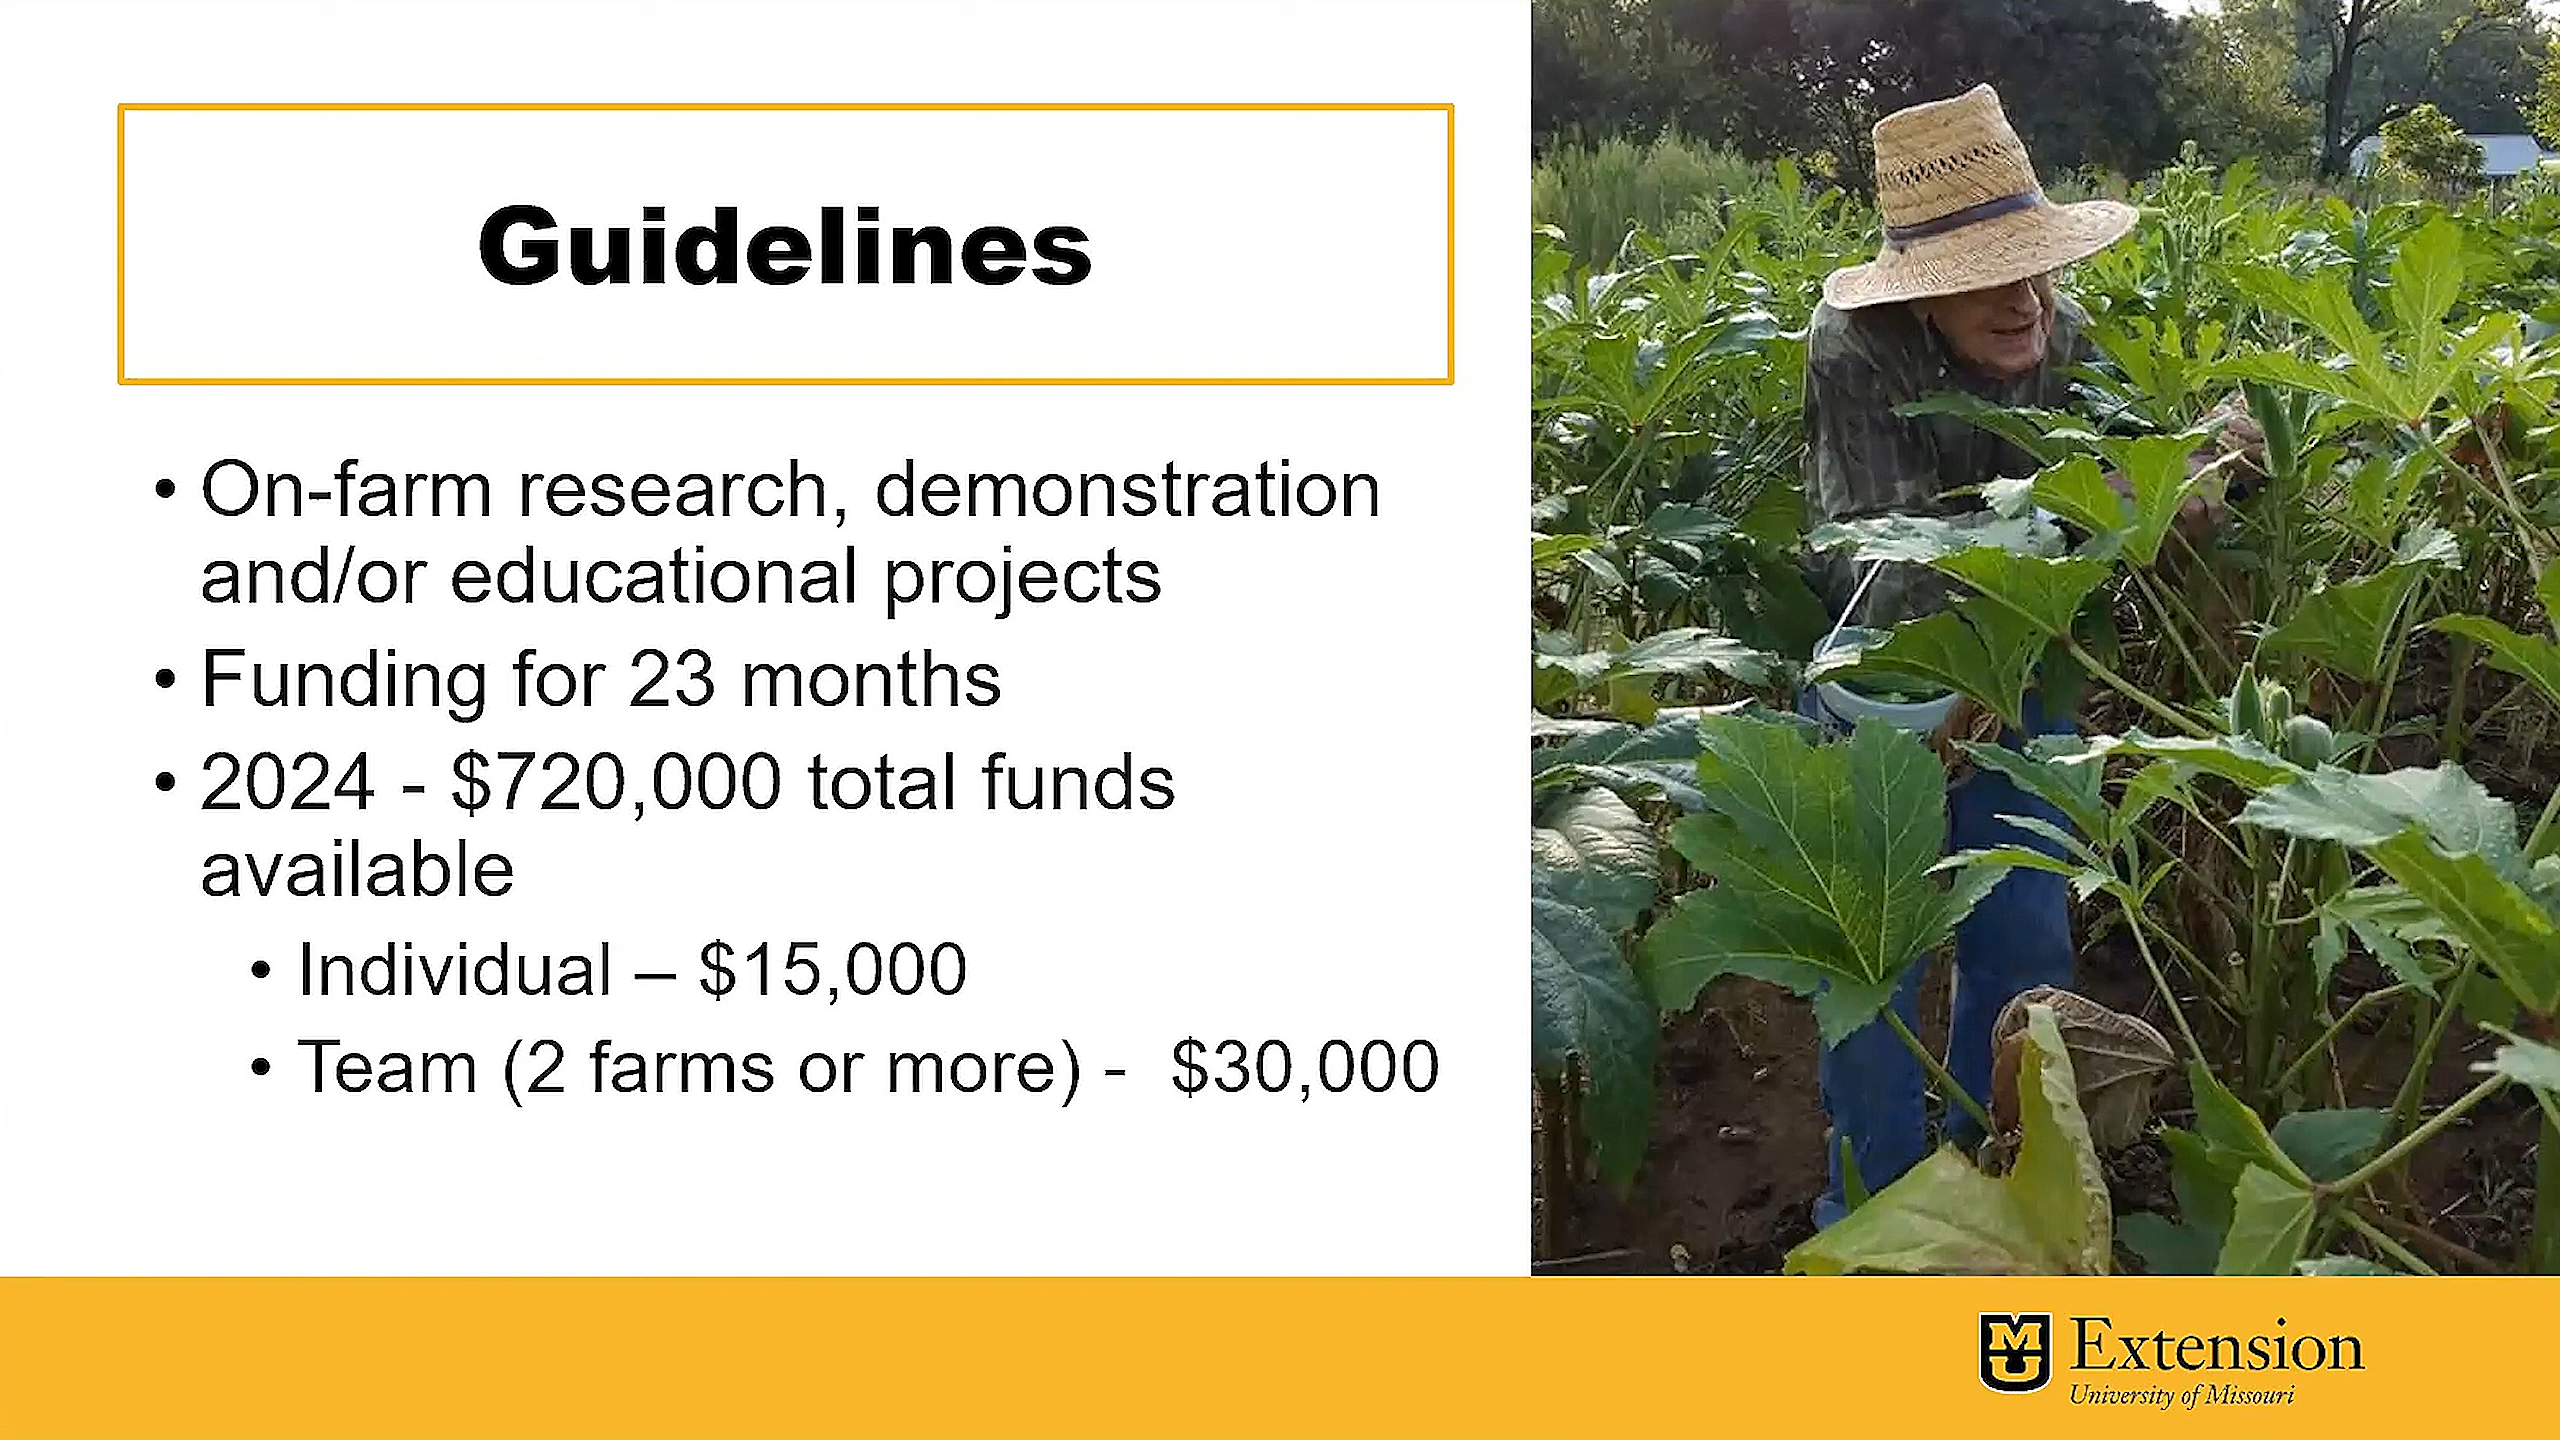 Guidelines
• On-farm research, demonstration
and/or educational projects
• Funding for 23 months
• 2024 - $720,000 total funds
available
• Individual – $15,000
• Team (2 farms or more) -  $30,000
MU Extension
University of Missouri